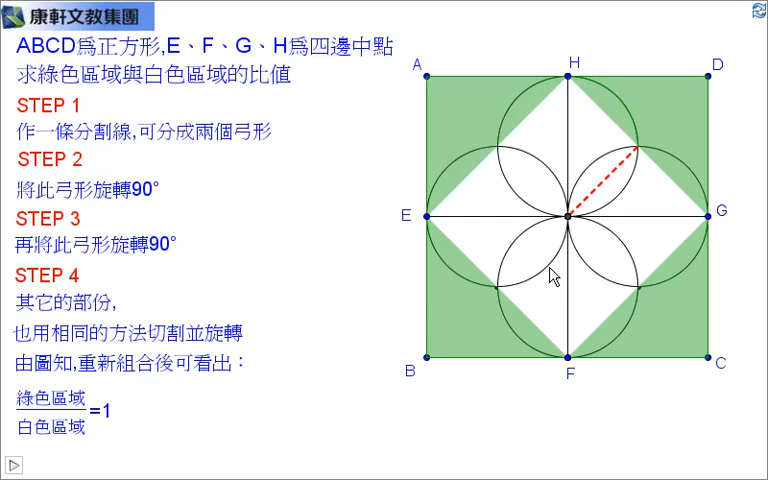 康軒文教集團
ABCD爲正方形,E、F、G、H爲四邊中點
求綠色區域與白色區域的比值
STEP 1
作一條分割線,可分成兩個弓形
STEP 2
將此弓形旋轉90°
STEP 3
再將此弓形旋轉90°
STEP 4
其它的部份,
也用相同的方法切割並旋轉
由圖知,重新組合後可看出：
綠色區域
白色區域
=1
A
H
D
E
G
B
F
C